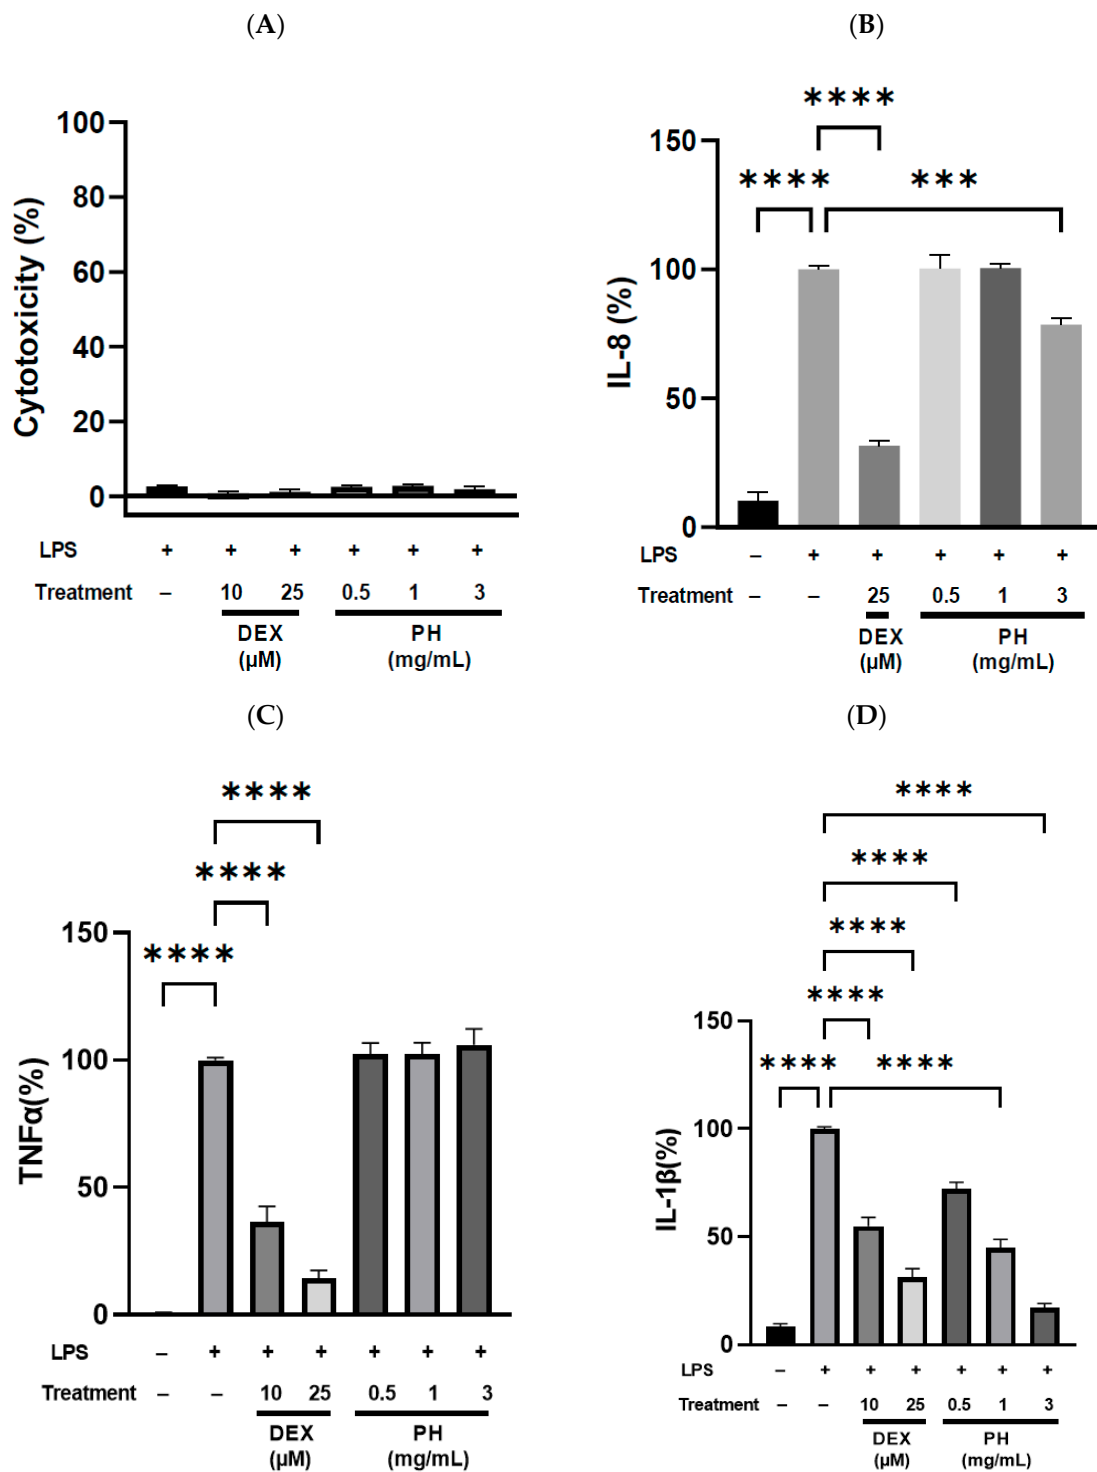 (A)
100
80
60
40
20
0
Cytotoxicity (%)
LPS + + + + + +
Treatment – 10 25 0.5 1 3
DEX PH
(µM) (mg/mL)
(B)
****
**** ***
150
100
50
0
IL-8 (%)
LPS – + + + + +
Treatment – – 25 0.5 1 3
DEX PH
(µM) (mg/mL)
(C)
****
****
****
150
100
50
0
TNFα(%)
LPS – + + + + + +
Treatment – – 10 25 0.5 1 3
DEX PH
(µM) (mg/mL)
(D)
****
****
****
****
**** ****
150
100
50
0
IL-1β(%)
LPS – + + + + + +
Treatment – – 10 25 0.5 1 3
DEX PH
(µM) (mg/mL)